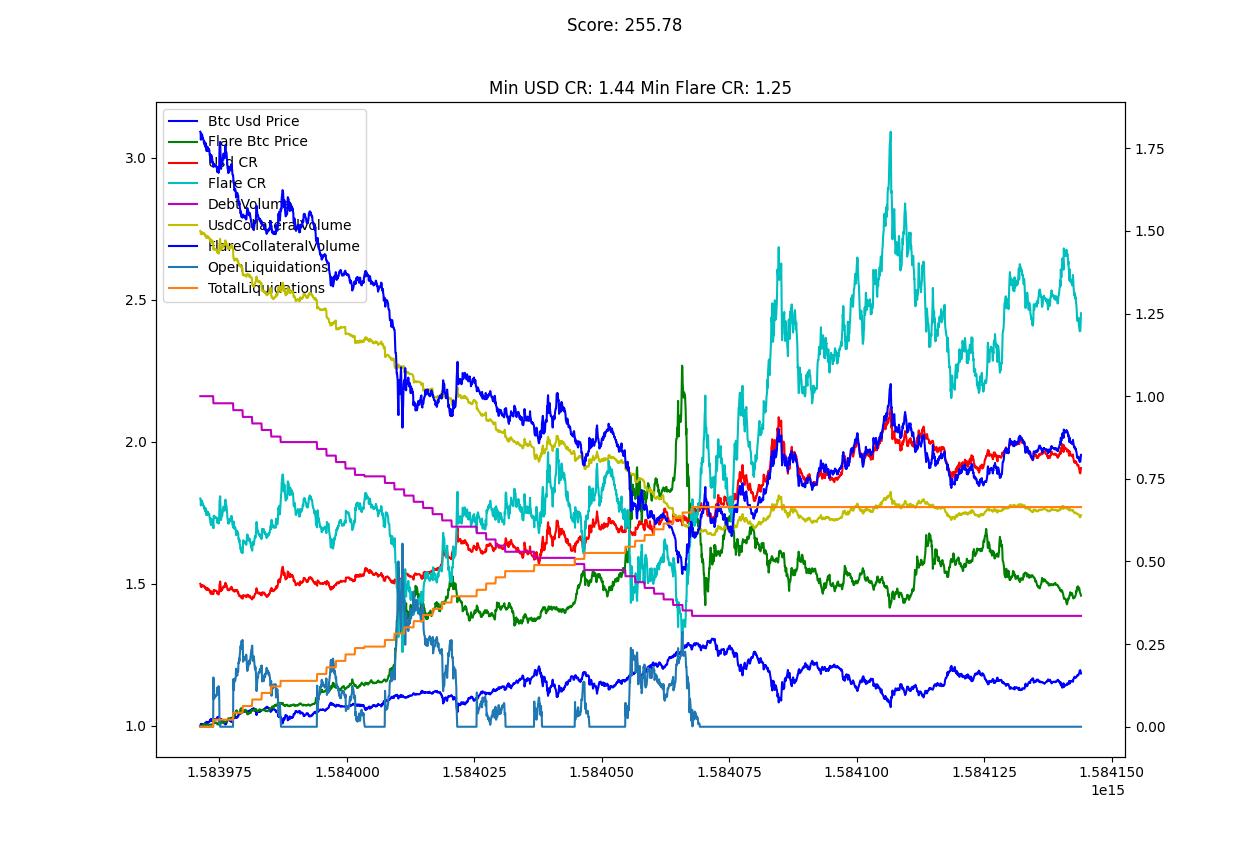 Score: 255.78
Min USD CR: 1.44 Min Flare CR: 1.25
Btc Usd Price
Flare Btc Price
Usd CR
Flare CR
DebtVolume
UsdCollateralVolume
FlareCollateralVolume
OpenLiquidations
TotalLiquidations
3.0
2.5
2.0
1.5
1.0
1.75
1.50
1.25
1.00
0.75
0.50
0.25
0.00
1.583975
1.584000
1.584025
1.584050
1.584075
1.584100
1.584125
1.584150
1e15